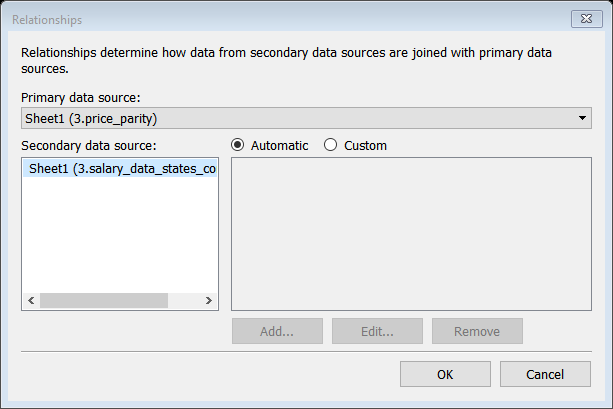 Relationships
Relationships determine how data from secondary data sources are joined with primary data
sources.
Primary data source:
Sheet1 (3.price_parity)
Secondary data source:
Automatic
Custom
Sheet1 (3.salary_data_states_co
Add...
Edit...
Remove
OK
Cancel